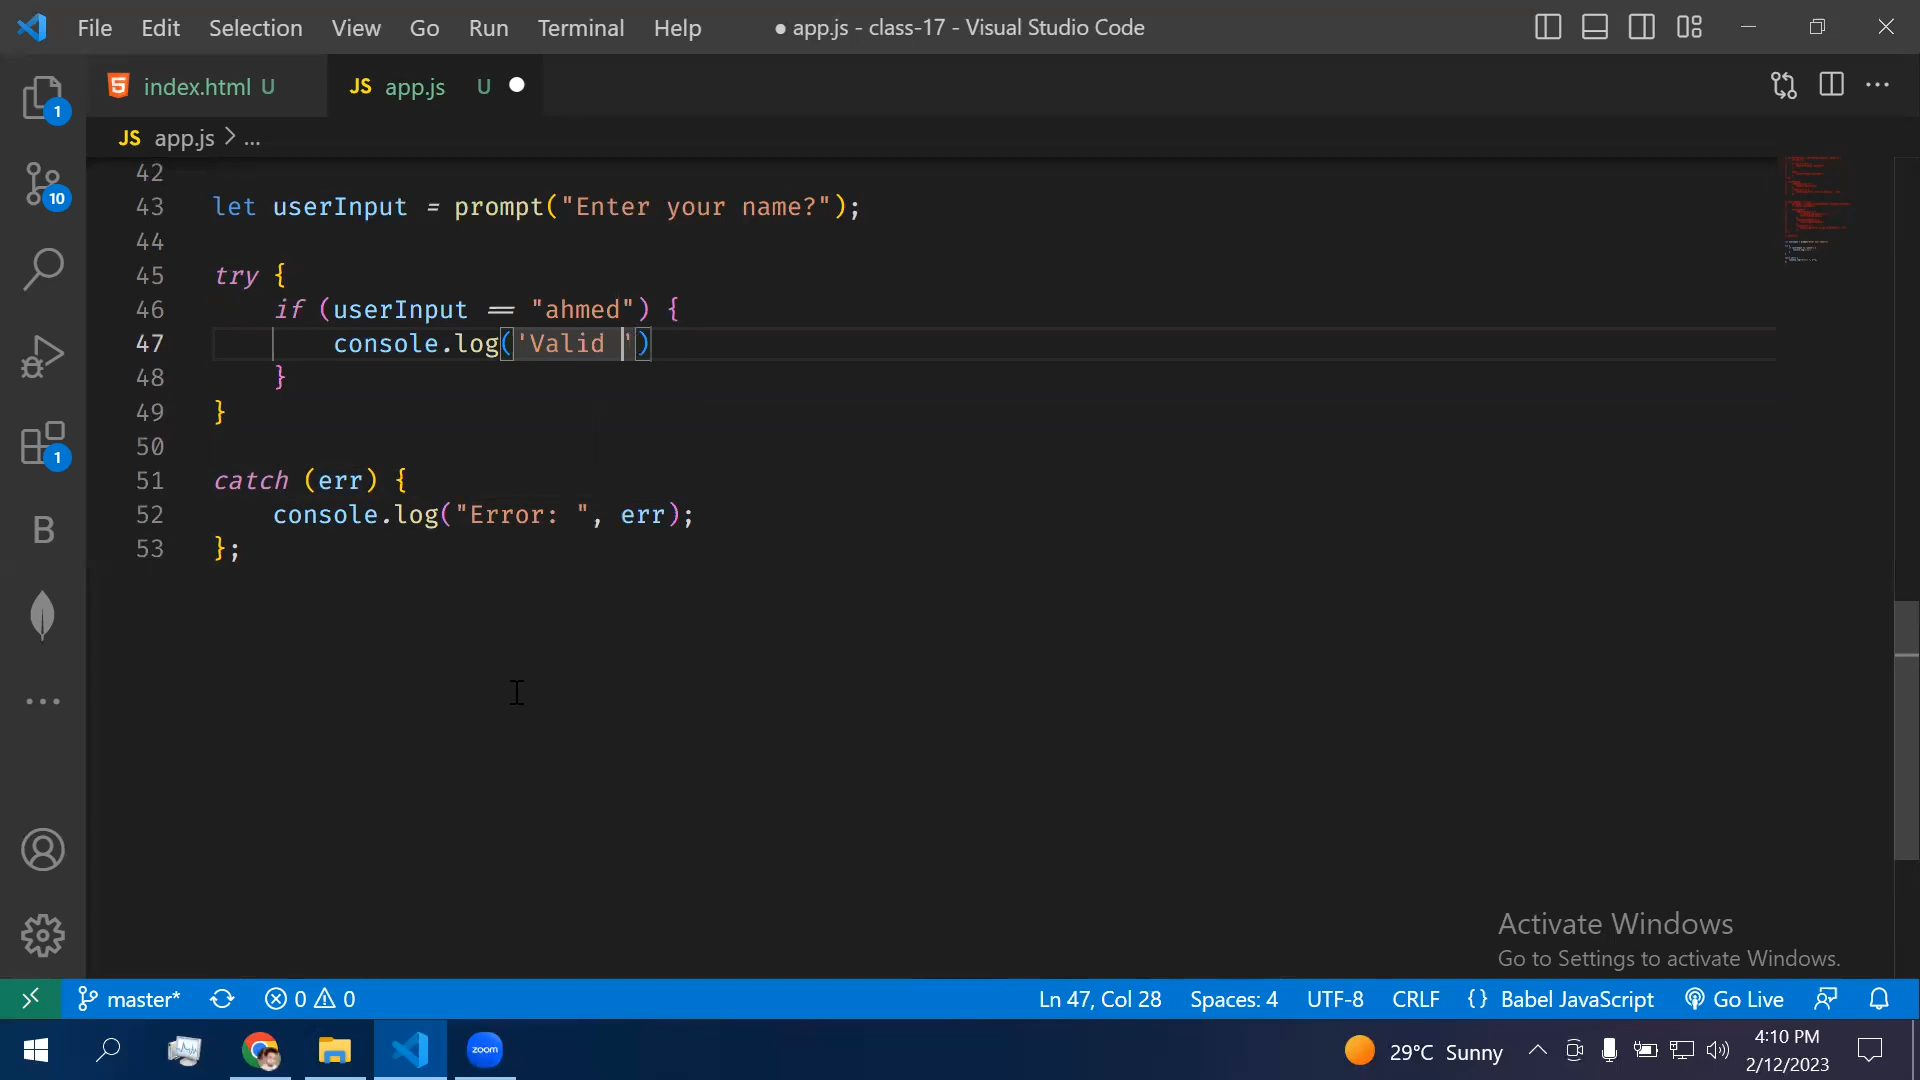 File Edit Selection View Go Run Terminal Help
● app.js - class-17 - Visual Studio Code
index.html U
JS app.js U
JS app.js > ...
42
43 let userInput = prompt("Enter your name?");
44
45 try {
46 if (userInput == "ahmed") {
47 console.log('Valid ')
48 }
49 }
50
51 catch (err) {
52 console.log("Error: ", err);
53 };
1
10
1
B
Activate Windows
Go to Settings to activate Windows.
master* 0 0 Ln 47, Col 28 Spaces: 4 UTF-8 CRLF {} Babel JavaScript Go Live
zoom
29°C Sunny
4:10 PM
2/12/2023